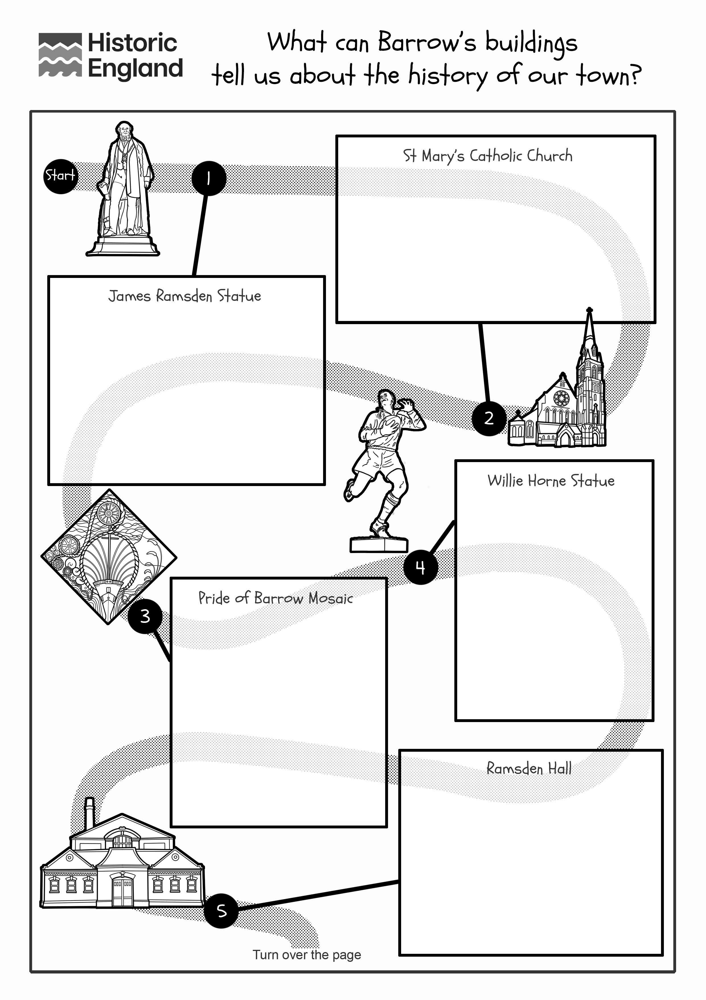 Historic
England
What can Barrow's buildings
tell us about the history of our town?
Start
1
St Mary's Catholic Church
James Ramsden Statue
2
Willie Horne Statue
4
Pride of Barrow Mosaic
3
Ramsden Hall
5
Turn over the page